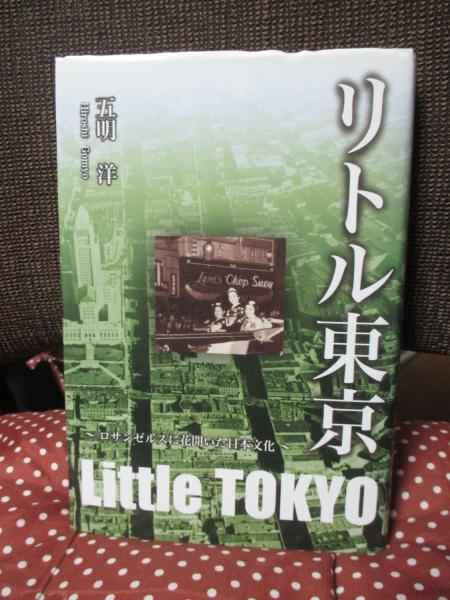 リトル東京
五明 洋
Hiroshi Gomyo
Lem's Chop Suey
~ ロサンゼルスに花開いた日本文化 ~
Little TOKYO